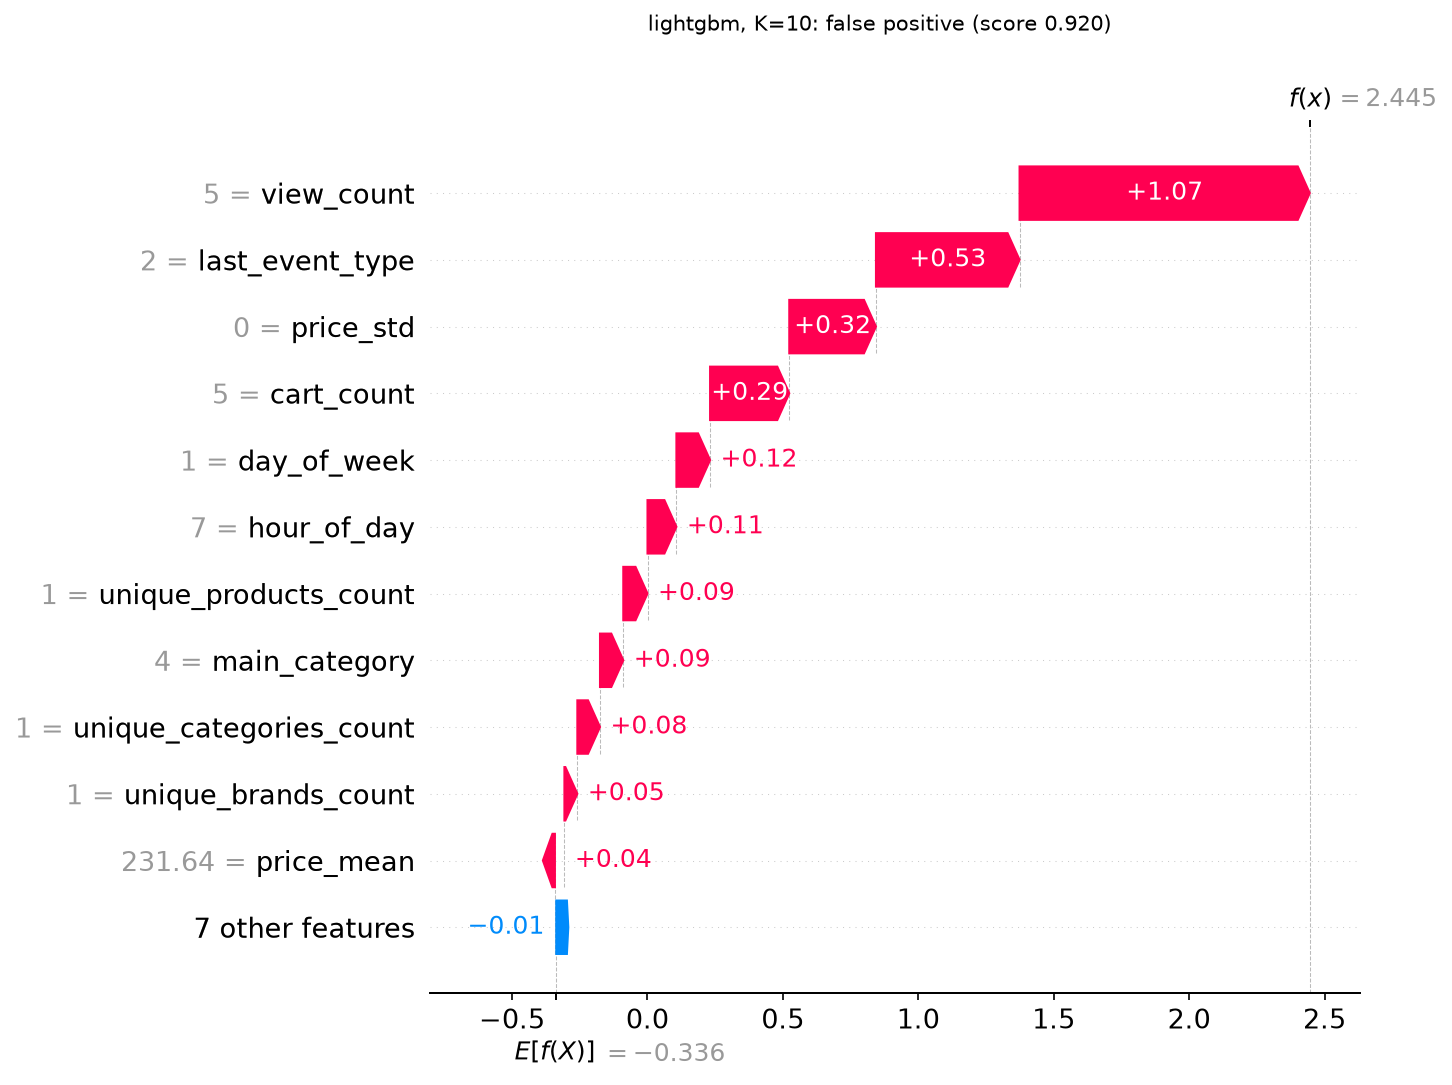 lightgbm, K=10: false positive (score 0.920)
f(x) = 2.445
5 = view_count +1.07
2 = last_event_type +0.53
0 = price_std +0.32
5 = cart_count +0.29
1 = day_of_week +0.12
7 = hour_of_day +0.11
1 = unique_products_count +0.09
4 = main_category +0.09
1 = unique_categories_count +0.08
1 = unique_brands_count +0.05
231.64 = price_mean +0.04
7 other features −0.01
−0.5 0.0 0.5 1.0 1.5 2.0 2.5
E[f(X)] = −0.336